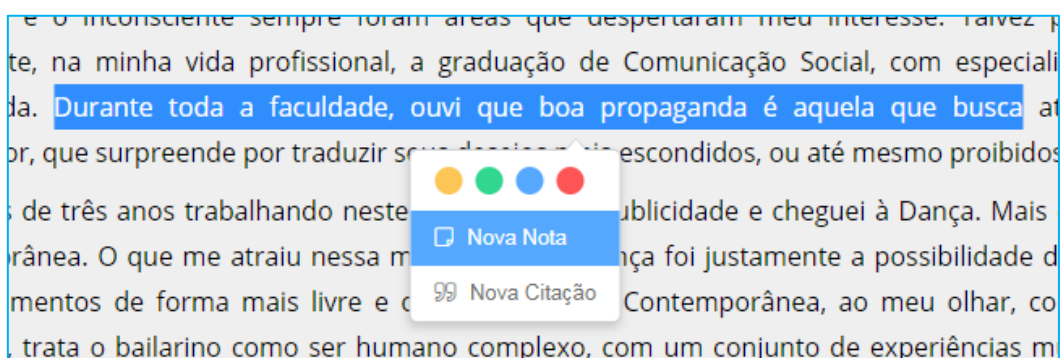 e o inconsciente sempre foram áreas que despertaram meu interesse. Talvez
te, na minha vida profissional, a graduação de Comunicação Social, com especiali
da. Durante toda a faculdade, ouvi que boa propaganda é aquela que busca at
or, que surpreende por traduzir seus desejos mais escondidos, ou até mesmo proibidos
s de três anos trabalhando neste ublicidade e cheguei à Dança. Mais
rânea. O que me atraiu nessa m nça foi justamente a possibilidade d
mentos de forma mais livre e Contemporânea, ao meu olhar, co
, trata o bailarino como ser humano complexo, com um conjunto de experiências m
Nova Nota
Nova Citação